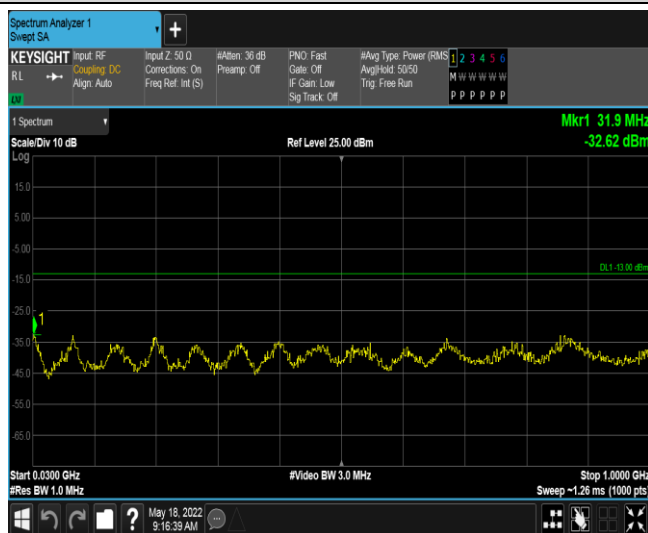 Spectrum Analyzer 1
Swept SA
KEYSIGHT
RL
LM
Input: RF
Coupling: DC
Align: Auto
Input Z: 50 Ω
Corrections: On
Freq Ref: Int (S)
#Atten: 36 dB
Preamp: Off
PNO: Fast
Gate: Off
IF Gain: Low
Sig Track: Off
#Avg Type: Power (RMS
Avg|Hold: 50/50
Trig: Free Run
1 2 3 4 5 6
M W W W W W
P P P P P P
1 Spectrum
Mkr1 31.9 MHz
-32.62 dBm
Scale/Div 10 dB
Ref Level 25.00 dBm
Log
15.0
5.00
-5.00
DL1 -13.00 dBm
-15.0
-25.0
1
-35.0
-45.0
-55.0
-65.0
Start 0.0300 GHz
#Video BW 3.0 MHz
Stop 1.0000 GHz
#Res BW 1.0 MHz
Sweep ~1.26 ms (1000 pts)
?
May 18, 2022
9:16:39 AM